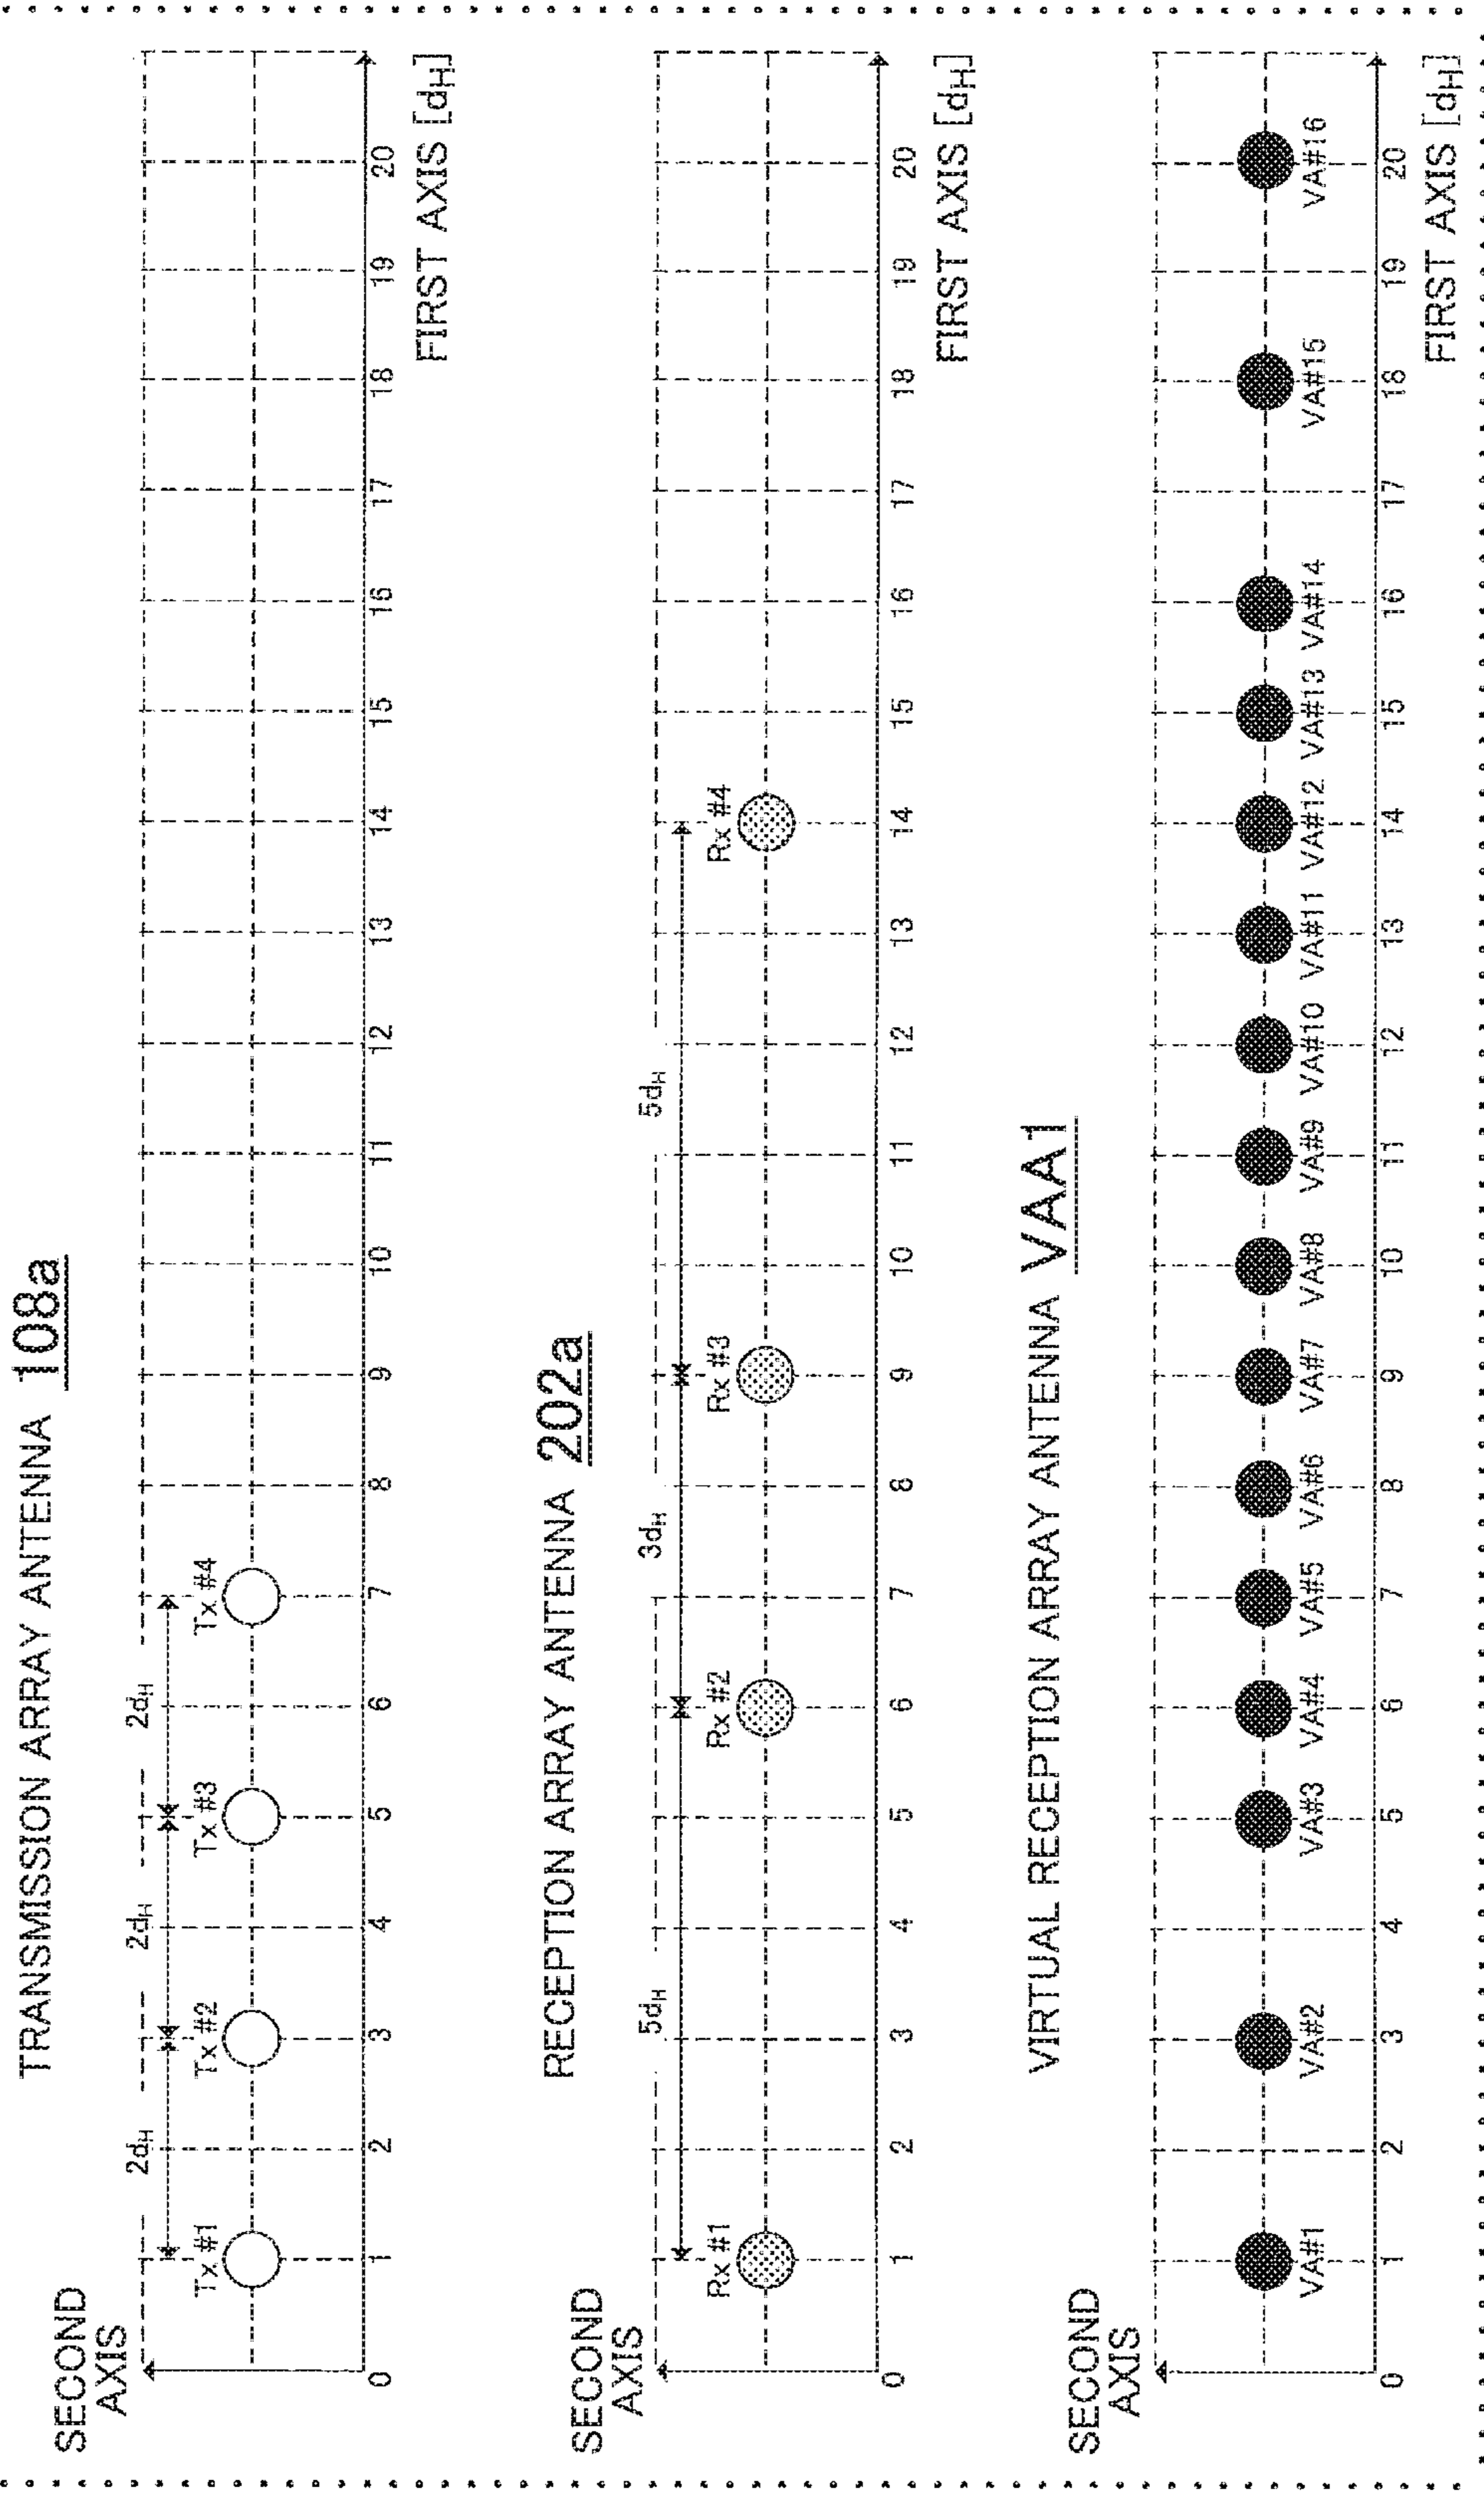 TRANSMISSION ARRAY ANTENNA 108a
SECOND
AXIS
2dH 2dH 2dH
Tx #1 Tx #2 Tx #3 Tx #4
0 1 2 3 4 5 6 7 8 9 10 11 12 13 14 15 16 17 18 19 20
FIRST AXIS [dH]
RECEPTION ARRAY ANTENNA 202a
SECOND
AXIS
5dH 3dH 5dH
Rx #1 Rx #2 Rx #3 Rx #4
0 1 2 3 4 5 6 7 8 9 10 11 12 13 14 15 16 17 18 19 20
FIRST AXIS [dH]
VIRTUAL RECEPTION ARRAY ANTENNA VAA1
SECOND
AXIS
VA#1 VA#2 VA#3 VA#4 VA#5 VA#6 VA#7 VA#8 VA#9 VA#10 VA#11 VA#12 VA#13 VA#14 VA#15 VA#16
0 1 2 3 4 5 6 7 8 9 10 11 12 13 14 15 16 17 18 19 20
FIRST AXIS [dH]